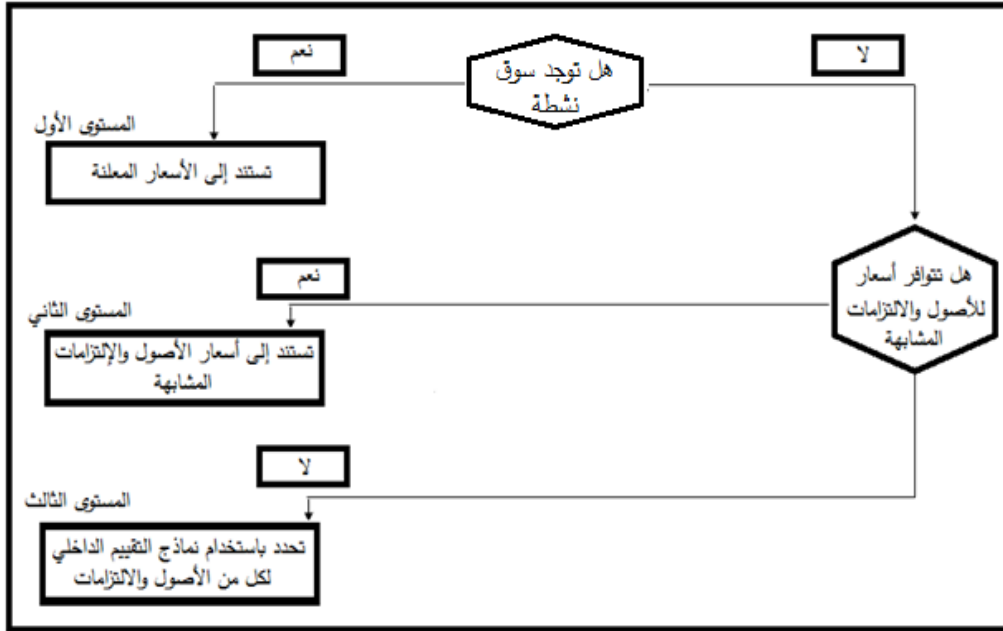 هل توجد سوق
نشطة
نعم
لا
المستوى الأول
تستند إلى الأسعار المعلنة
هل تتوافر أسعار
للأصول والالتزامات
المشابهة
نعم
المستوى الثاني
تستند إلى أسعار الأصول والإلتزامات
المشابهة
لا
المستوى الثالث
تحدد باستخدام نماذج التقييم الداخلي
لكل من الأصول والالتزامات